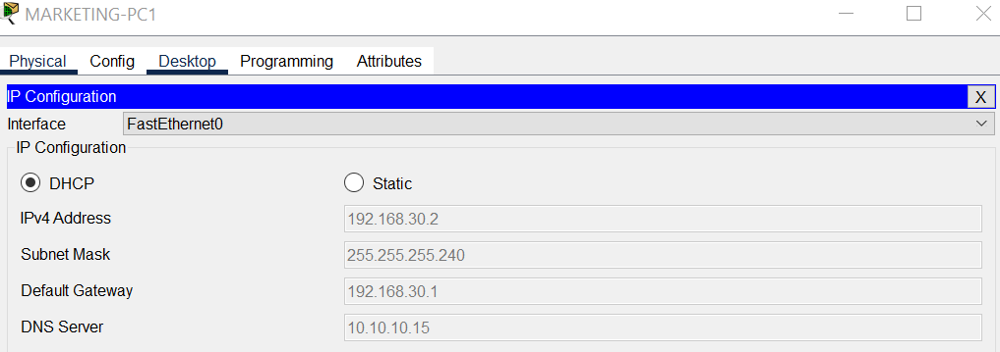 MARKETING-PC1
Physical Config Desktop Programming Attributes
IP Configuration X
Interface FastEthernet0
IP Configuration
DHCP Static
IPv4 Address 192.168.30.2
Subnet Mask 255.255.255.240
Default Gateway 192.168.30.1
DNS Server 10.10.10.15